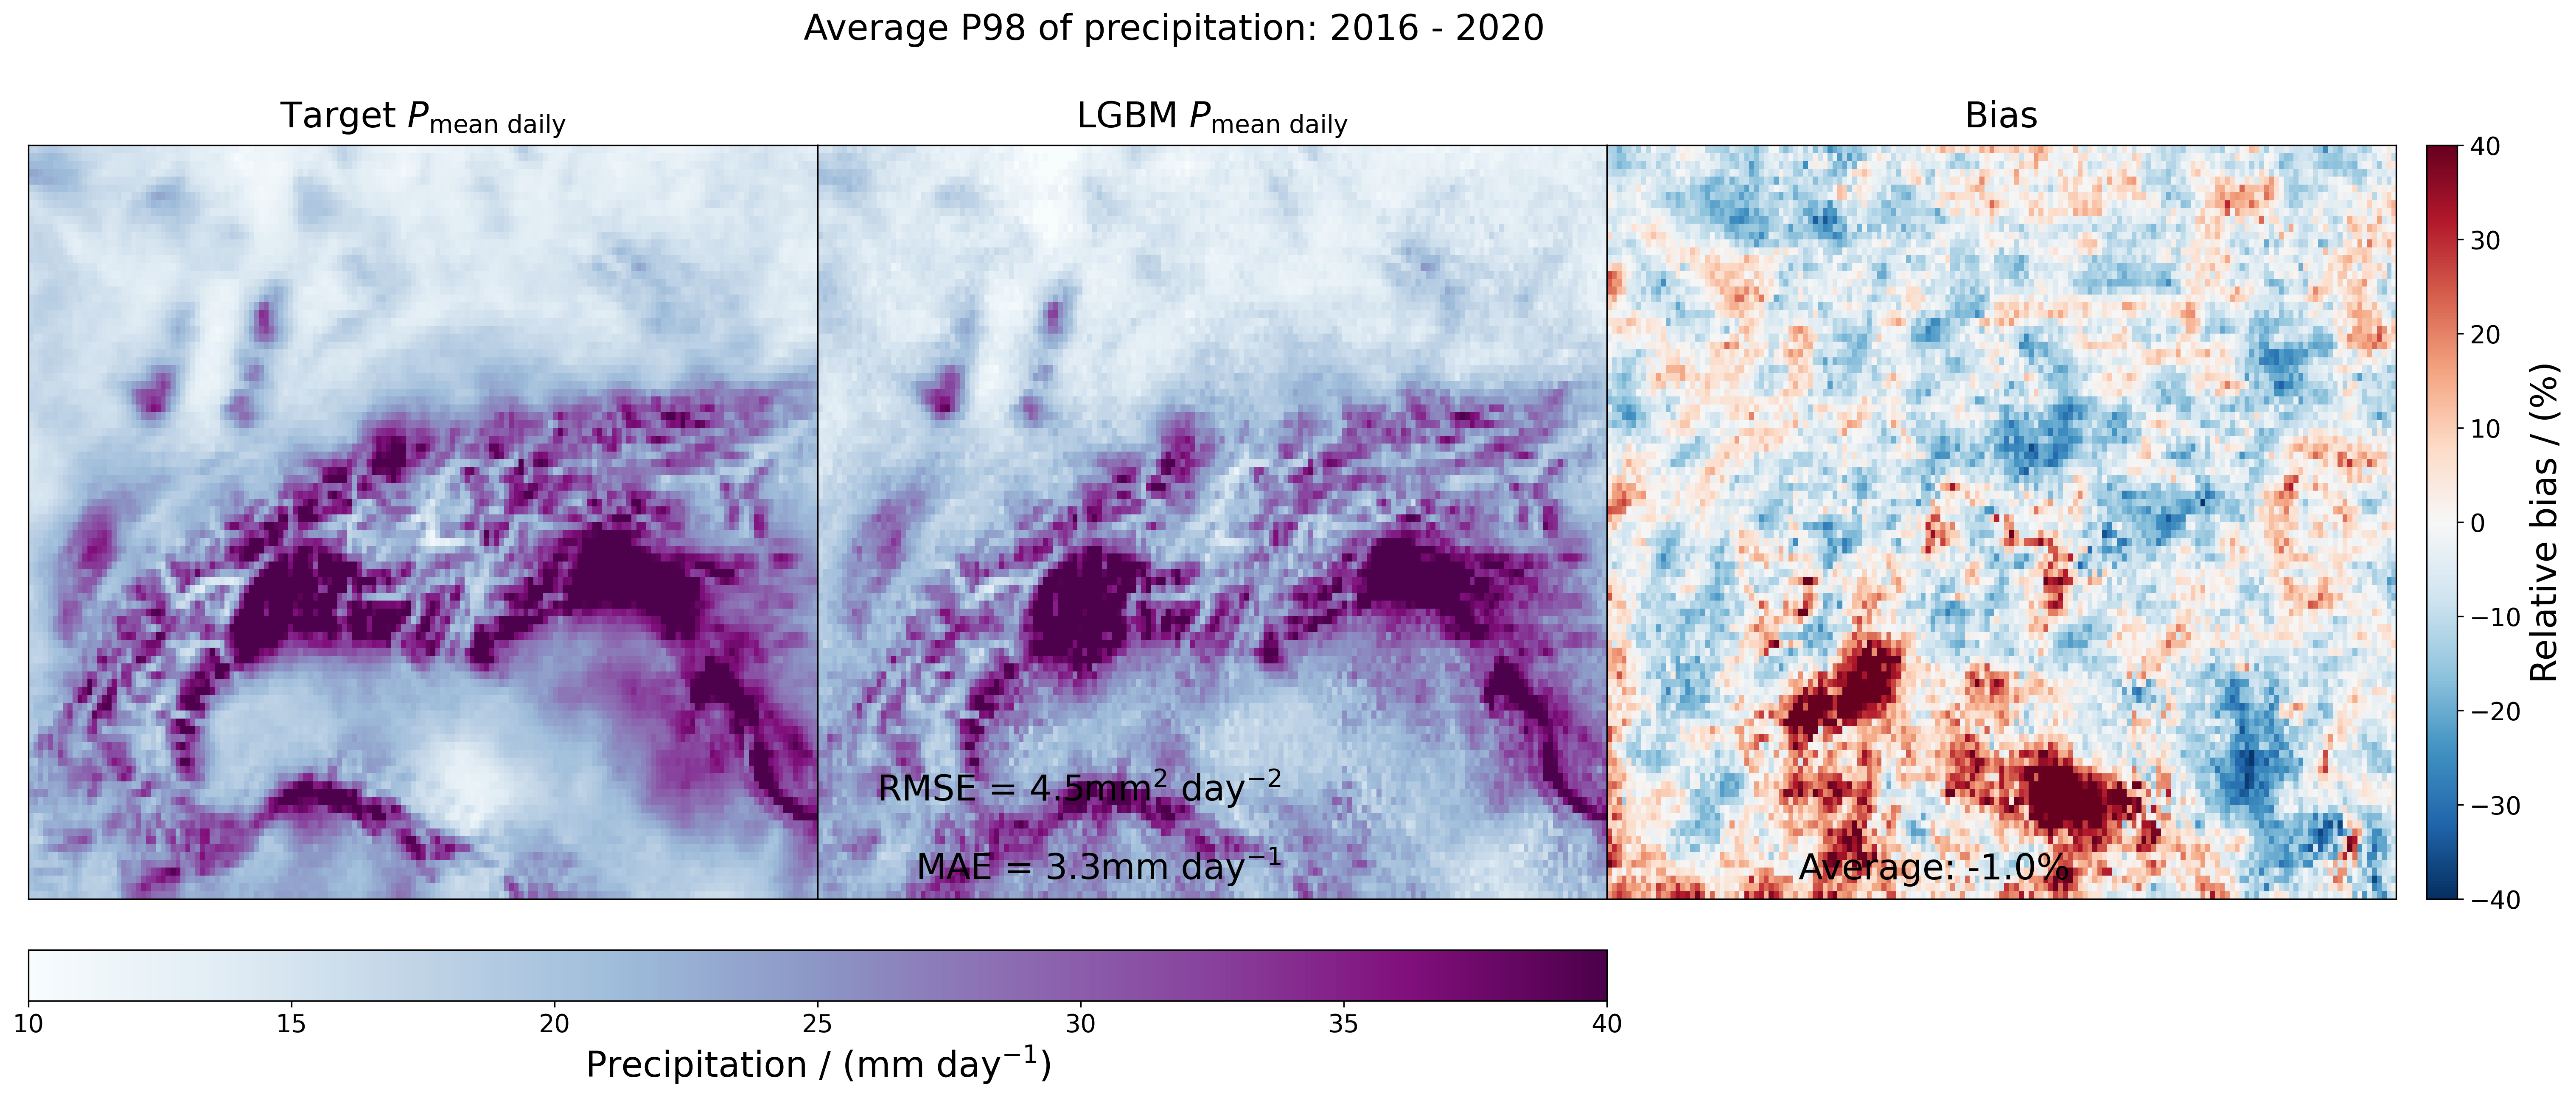 Average P98 of precipitation: 2016 - 2020
Target P_mean daily
LGBM P_mean daily
Bias
RMSE = 4.5mm² day⁻²
MAE = 3.3mm day⁻¹
Average: -1.0%
40
30
20
10
0
−10
−20
−30
−40
Relative bias / (%)
10 15 20 25 30 35 40
Precipitation / (mm day⁻¹)